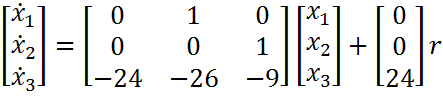 [ẋ₁; ẋ₂; ẋ₃] = [0 1 0; 0 0 1; −24 −26 −9] [x₁; x₂; x₃] + [0; 0; 24] r